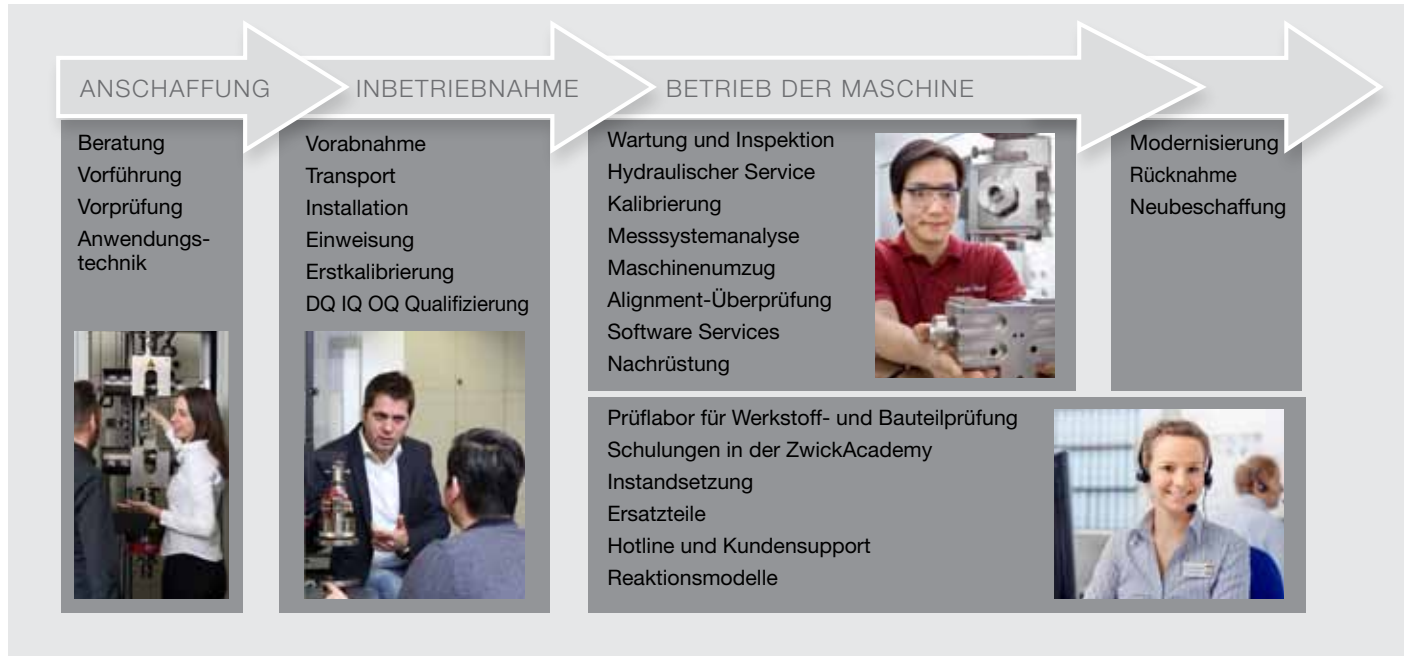 ANSCHAFFUNG
Beratung
Vorführung
Vorprüfung
Anwendungs-
technik
INBETRIEBNAHME
Vorabnahme
Transport
Installation
Einweisung
Erstkalibrierung
DQ IQ OQ Qualifizierung
BETRIEB DER MASCHINE
Wartung und Inspektion
Hydraulischer Service
Kalibrierung
Messsystemanalyse
Maschinenumzug
Alignment-Überprüfung
Software Services
Nachrüstung
Modernisierung
Rücknahme
Neubeschaffung
Prüflabor für Werkstoff- und Bauteilprüfung
Schulungen in der ZwickAcademy
Instandsetzung
Ersatzteile
Hotline und Kundensupport
Reaktionsmodelle